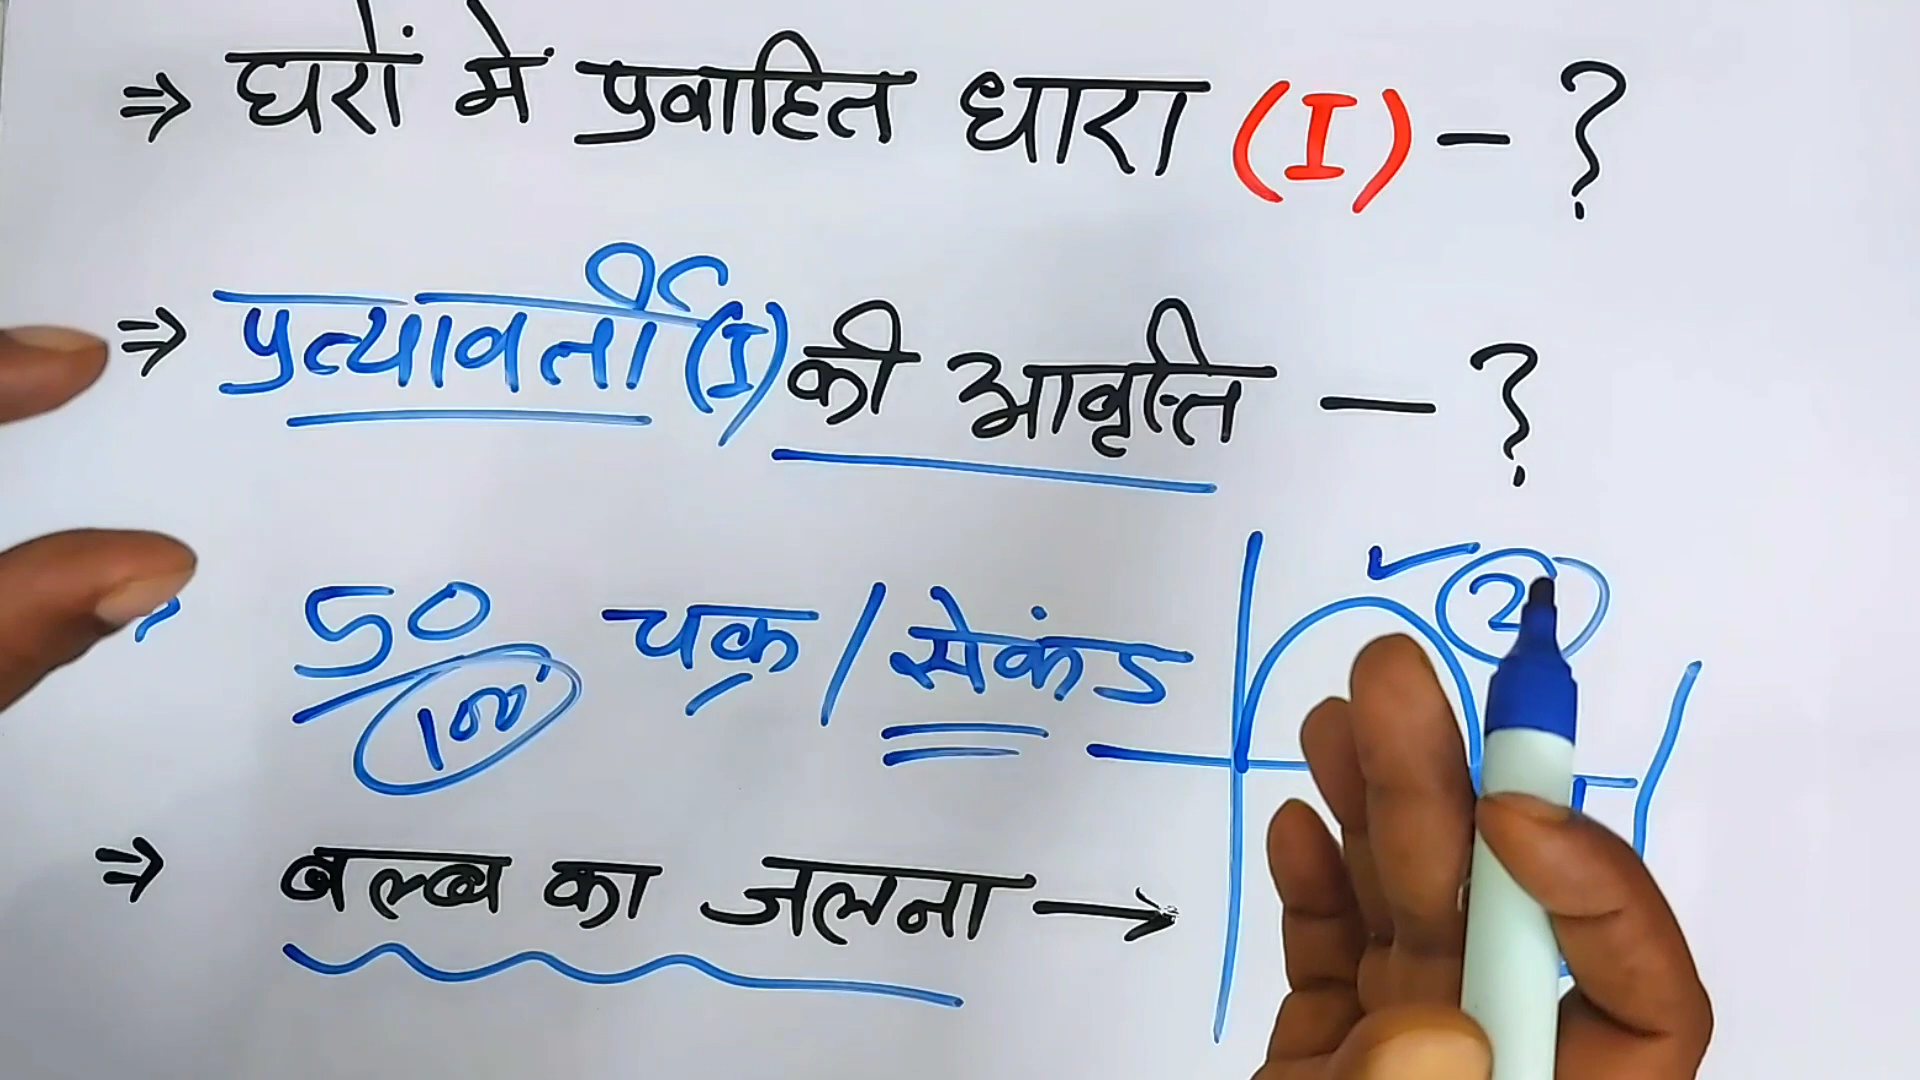 ⇒ घरों में प्रवाहित धारा (I) - ?
⇒ प्रत्यावर्ती (I) की आवृत्ति - ?
50 चक्र / सेकंड
100
2
⇒ बल्ब का जलना →